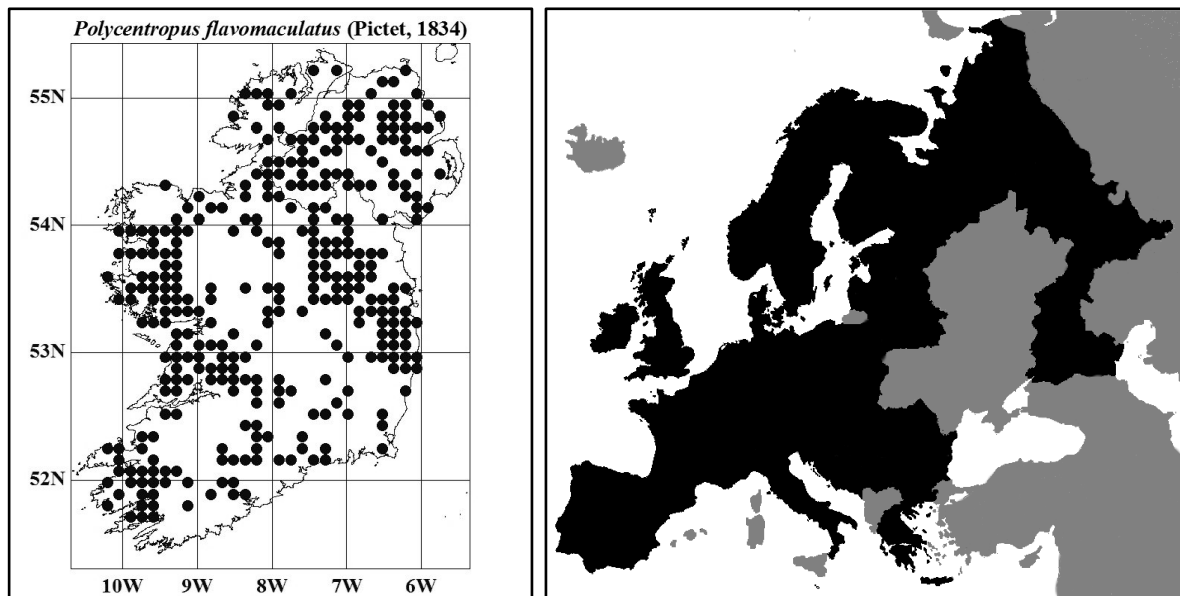 Polycentropus flavomaculatus (Pictet, 1834)
55N
54N
53N
52N
10W 9W 8W 7W 6W